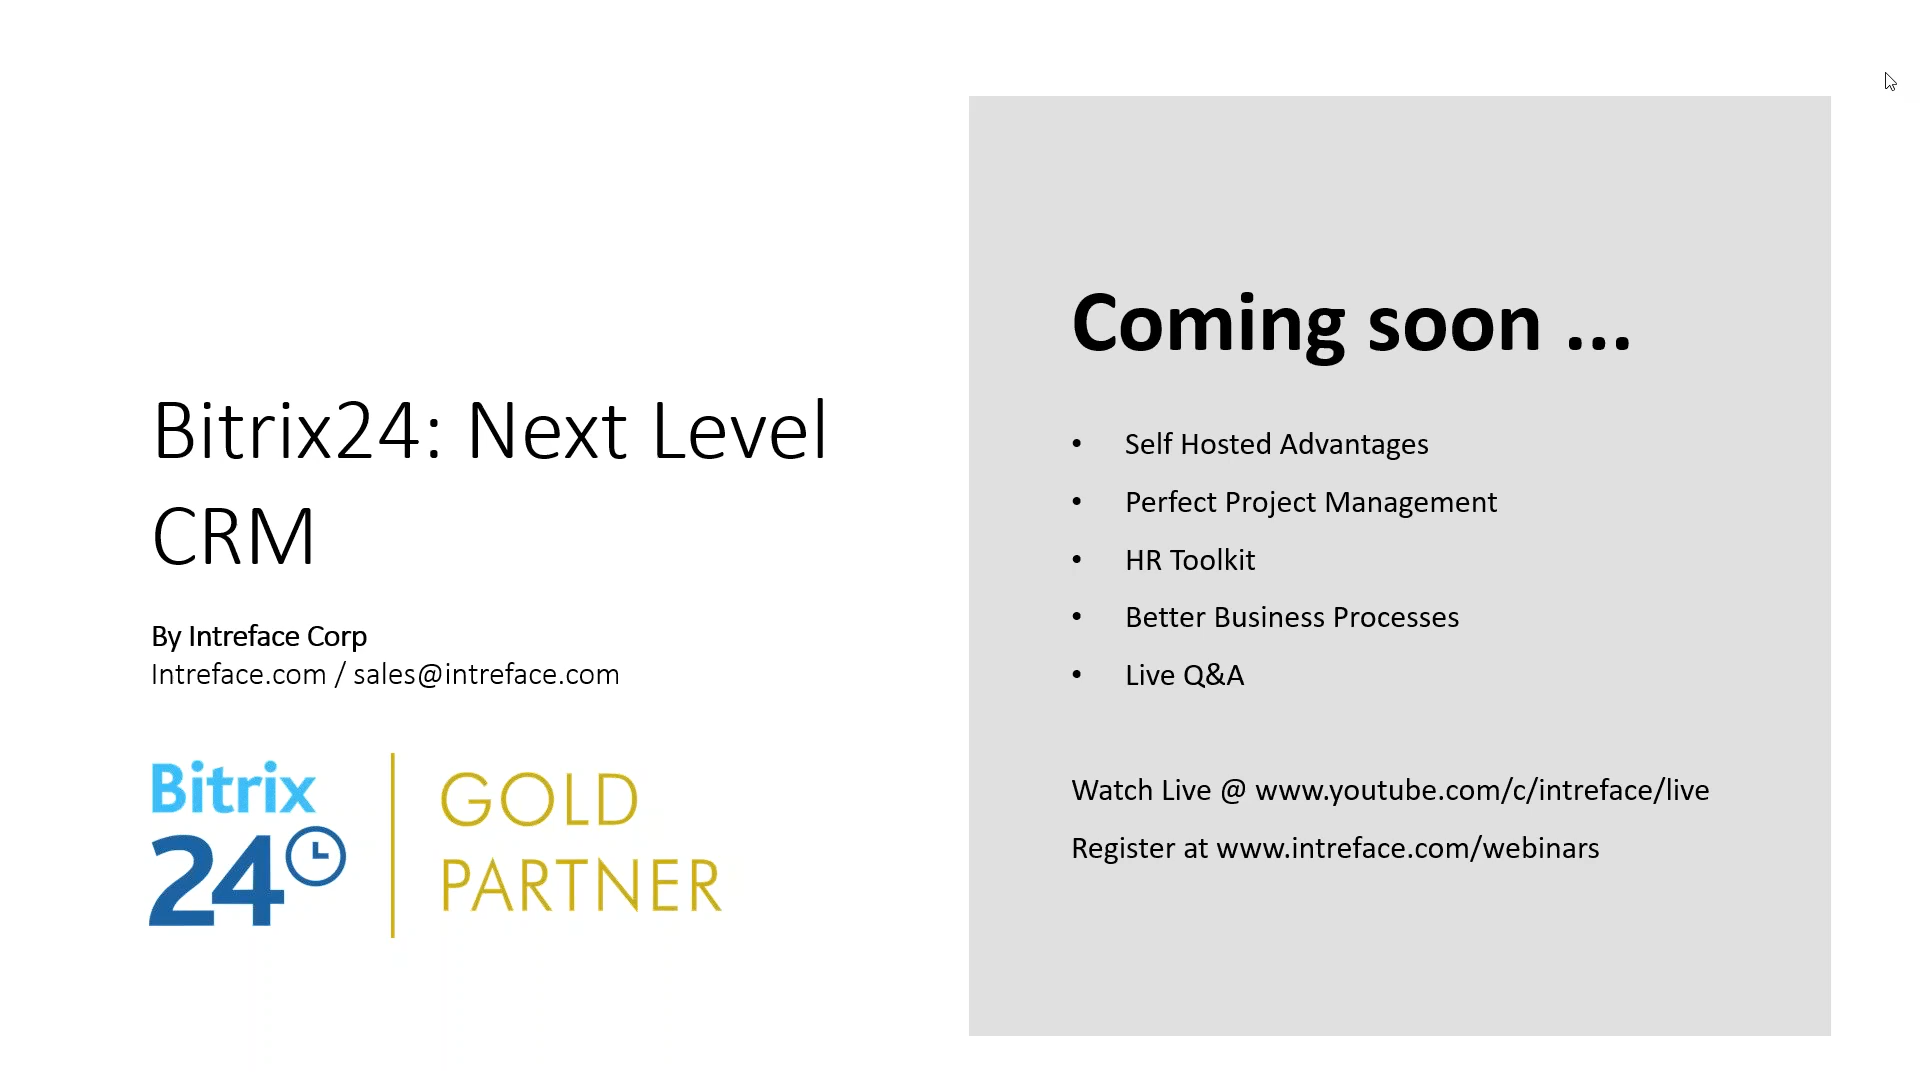 Bitrix24: Next Level
CRM
By Intreface Corp
Intreface.com / sales@intreface.com
Bitrix
24
GOLD
PARTNER
Coming soon ...
• Self Hosted Advantages
• Perfect Project Management
• HR Toolkit
• Better Business Processes
• Live Q&A
Watch Live @ www.youtube.com/c/intreface/live
Register at www.intreface.com/webinars